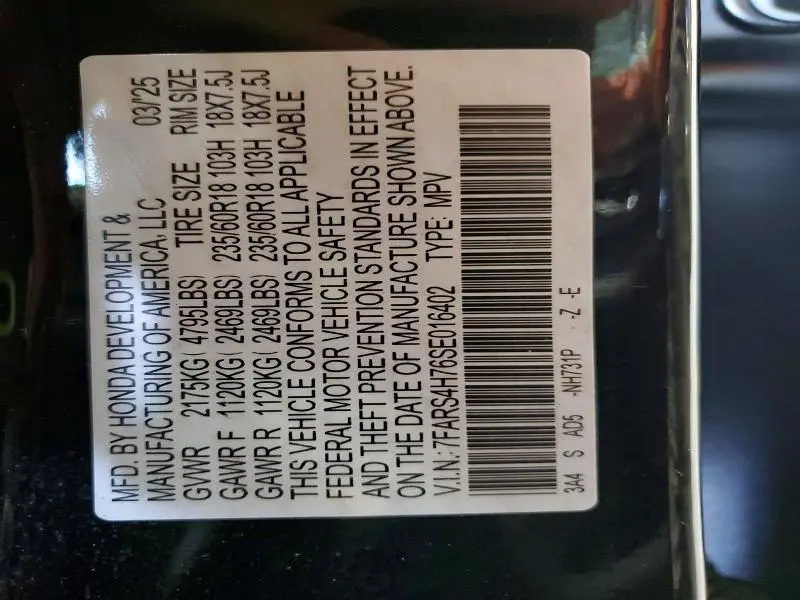 MFD. BY HONDA DEVELOPMENT &
MANUFACTURING OF AMERICA, LLC 03/25
GVWR 2175KG( 4795LBS) TIRE SIZE RIM SIZE
GAWR F 1120KG( 2469LBS) 235/60R18 103H 18X7.5J
GAWR R 1120KG( 2469LBS) 235/60R18 103H 18X7.5J
THIS VEHICLE CONFORMS TO ALL APPLICABLE
FEDERAL MOTOR VEHICLE SAFETY
AND THEFT PREVENTION STANDARDS IN EFFECT
ON THE DATE OF MANUFACTURE SHOWN ABOVE.
V.I.N.: 7FARS4H76SE016402 TYPE: MPV
3A4 S AD5 -NH731P -Z -E